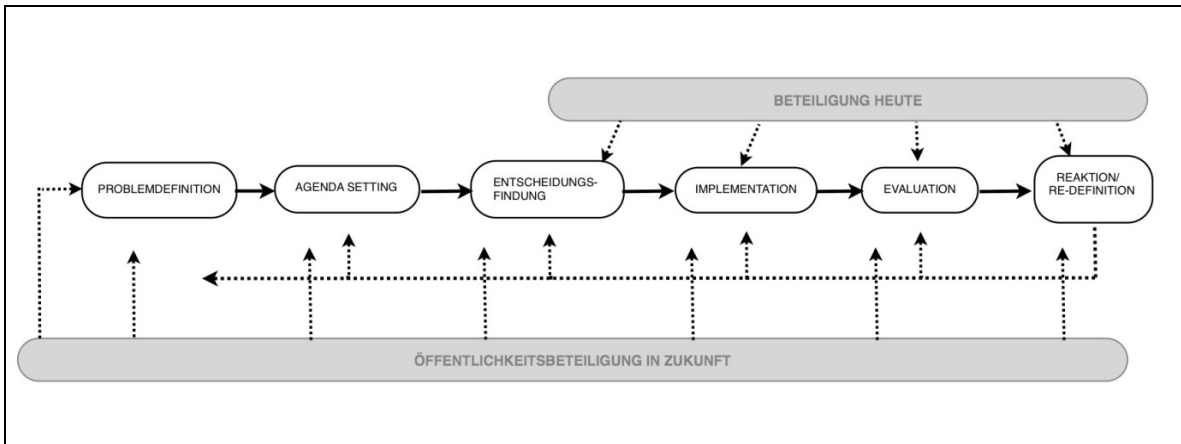 BETEILIGUNG HEUTE
PROBLEMDEFINITION
AGENDA SETTING
ENTSCHEIDUNGS-
FINDUNG
IMPLEMENTATION
EVALUATION
REAKTION/
RE-DEFINITION
ÖFFENTLICHKEITSBETEILIGUNG IN ZUKUNFT